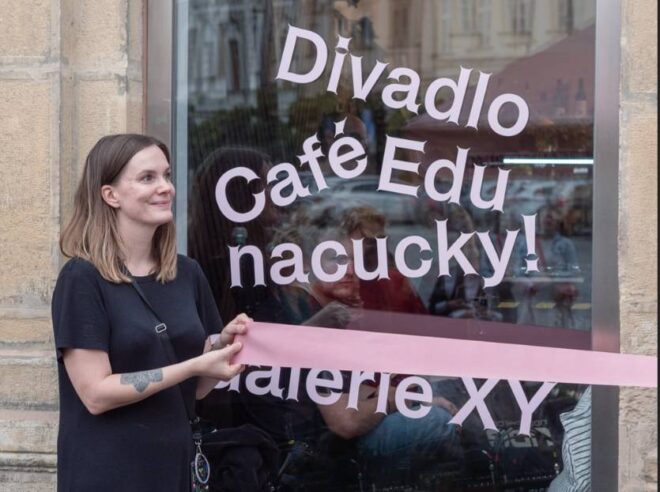 Divadlo
Café Edu
nacucky!
Galerie XY